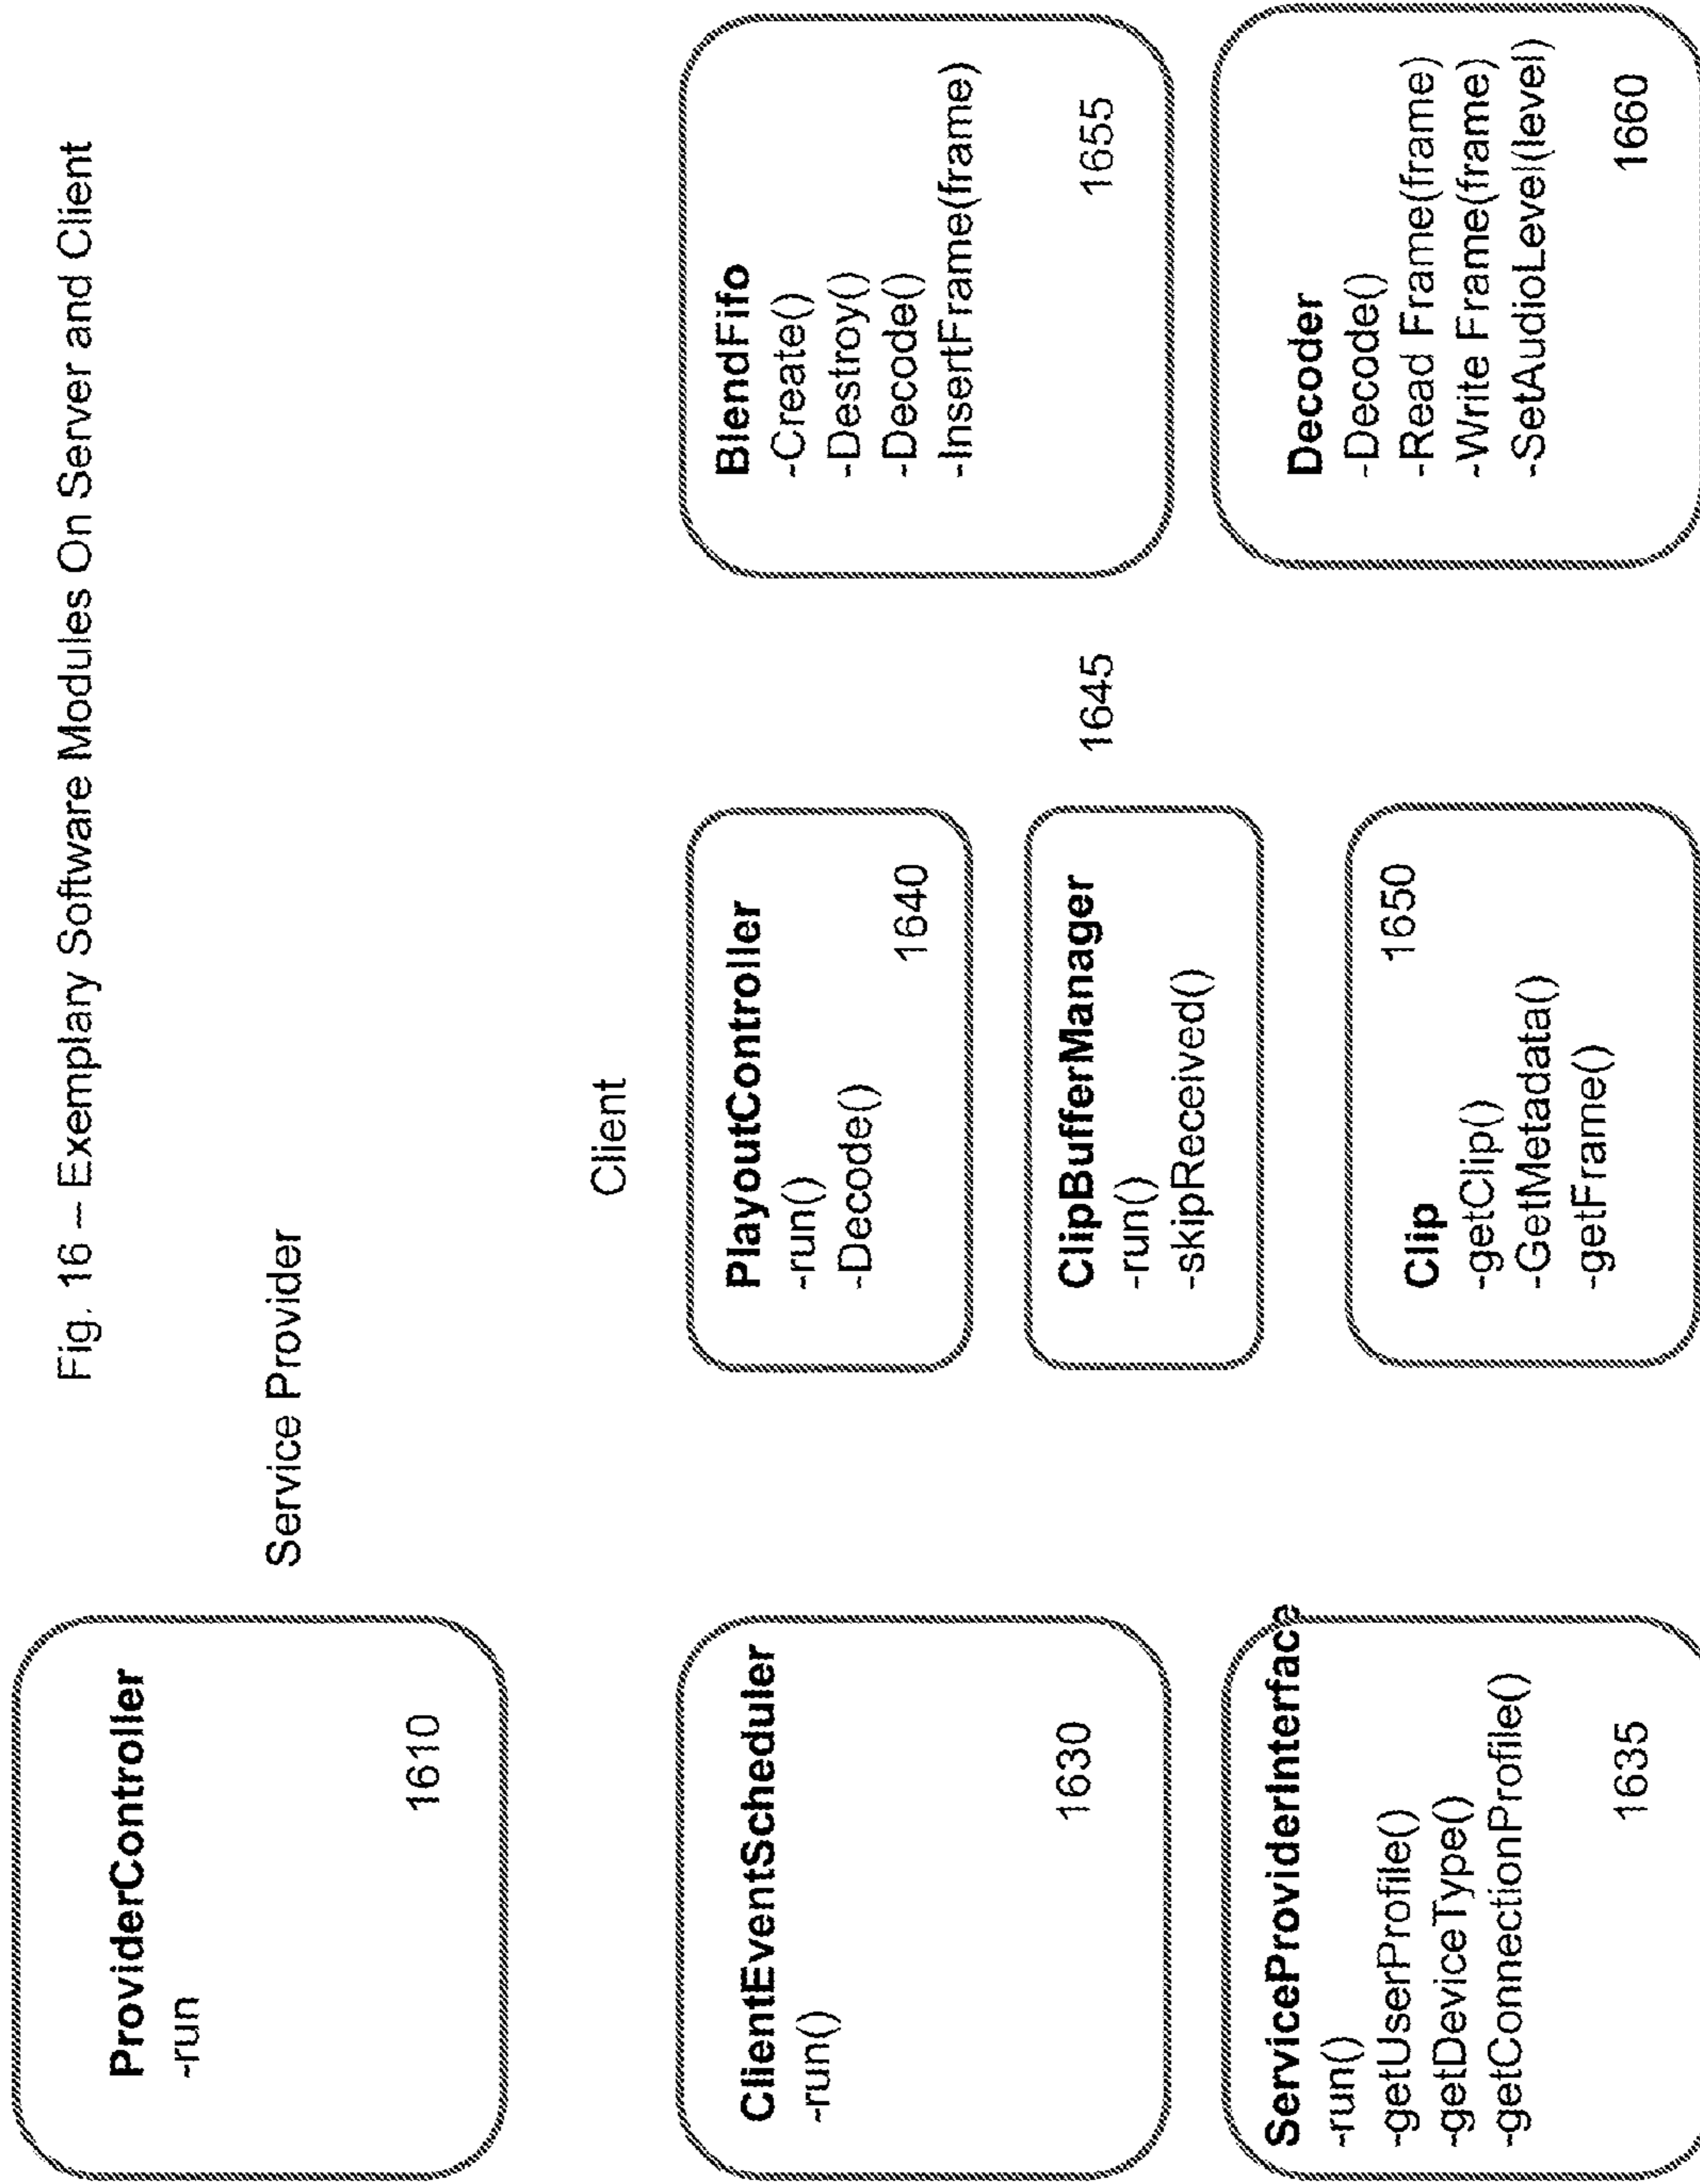 Fig. 16 – Exemplary Software Modules On Server and Client
ProviderController
-run
1610
Service Provider
Client
ClientEventScheduler
-run()
1630
ServiceProviderInterface
-run()
-getUserProfile()
-getDeviceType()
-getConnectionProfile()
1635
PlayoutController
-run()
-Decode()
1640
ClipBufferManager
-run()
-skipReceived()
1645
Clip
-getClip()
-GetMetadata()
-getFrame()
1650
BlendFifo
-Create()
-Destroy()
-Decode()
-InsertFrame(frame)
1655
Decoder
-Decode()
-Read Frame(frame)
-Write Frame(frame)
-SetAudioLevel(level)
1660